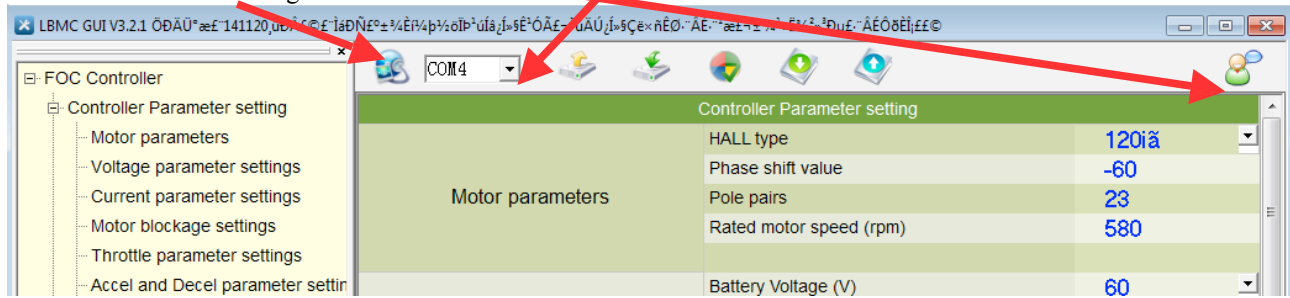 LBMC GUI V3.2.1
FOC Controller
COM4
Controller Parameter setting
Motor parameters
Voltage parameter settings
Current parameter settings
Motor blockage settings
Throttle parameter settings
Accel and Decel parameter settin
Controller Parameter setting
Motor parameters
HALL type 120iã
Phase shift value -60
Pole pairs 23
Rated motor speed (rpm) 580
Battery Voltage (V) 60